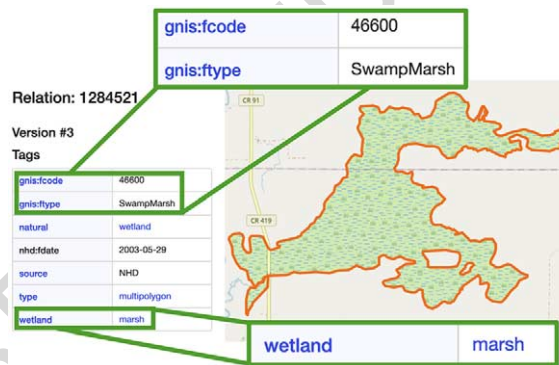 gnis:fcode 46600
gnis:ftype SwampMarsh
Relation: 1284521
Version #3
Tags
gnis:fcode 46600
gnis:ftype SwampMarsh
natural wetland
nhd:fdate 2003-05-29
source NHD
type multipolygon
wetland marsh
CR 91
CR 419
wetland marsh